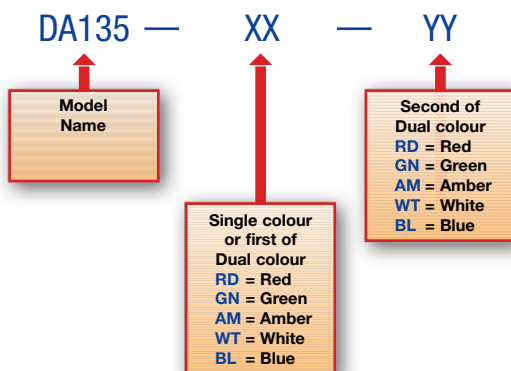 DA135 — XX — YY
Model
Name
Second of
Dual colour
RD = Red
GN = Green
AM = Amber
WT = White
BL = Blue
Single colour
or first of
Dual colour
RD = Red
GN = Green
AM = Amber
WT = White
BL = Blue